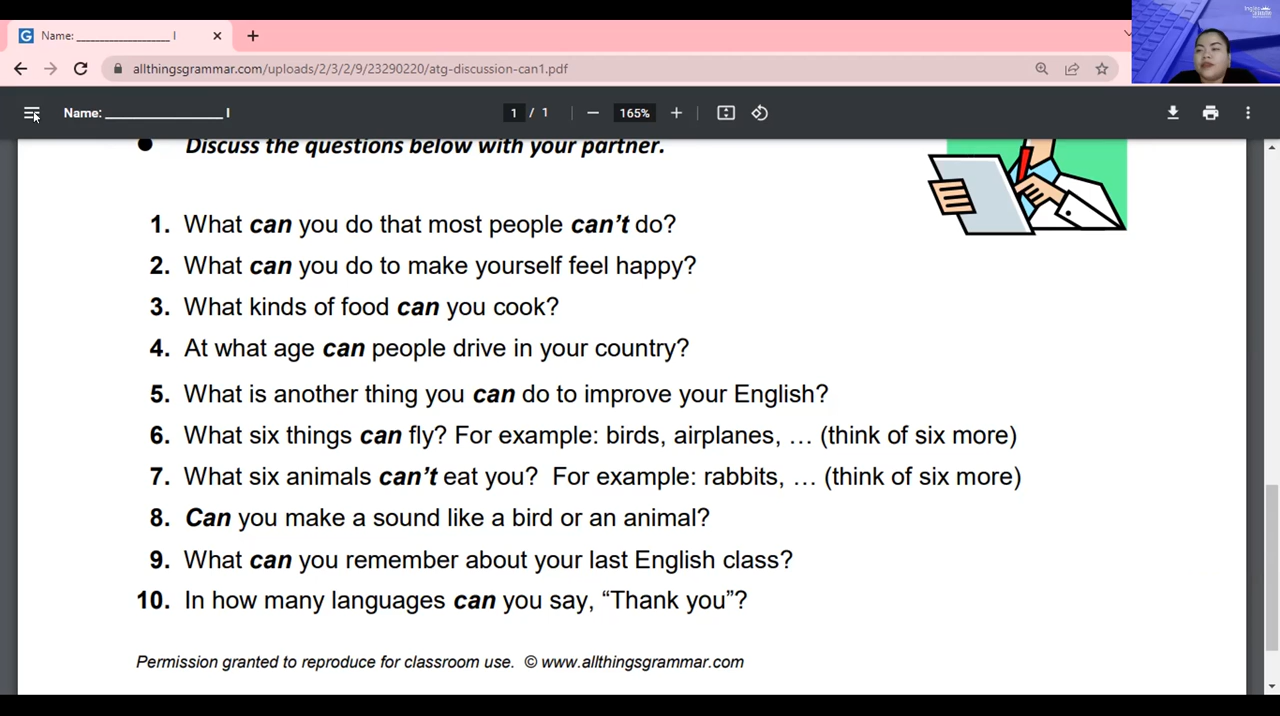 Name: __________________ I
allthingsgrammar.com/uploads/2/3/2/9/23290220/atg-discussion-can1.pdf
Name: _________________ I
1 / 1
165%
● Discuss the questions below with your partner.
1. What can you do that most people can't do?
2. What can you do to make yourself feel happy?
3. What kinds of food can you cook?
4. At what age can people drive in your country?
5. What is another thing you can do to improve your English?
6. What six things can fly? For example: birds, airplanes, … (think of six more)
7. What six animals can't eat you? For example: rabbits, … (think of six more)
8. Can you make a sound like a bird or an animal?
9. What can you remember about your last English class?
10. In how many languages can you say, “Thank you”?
Permission granted to reproduce for classroom use. © www.allthingsgrammar.com